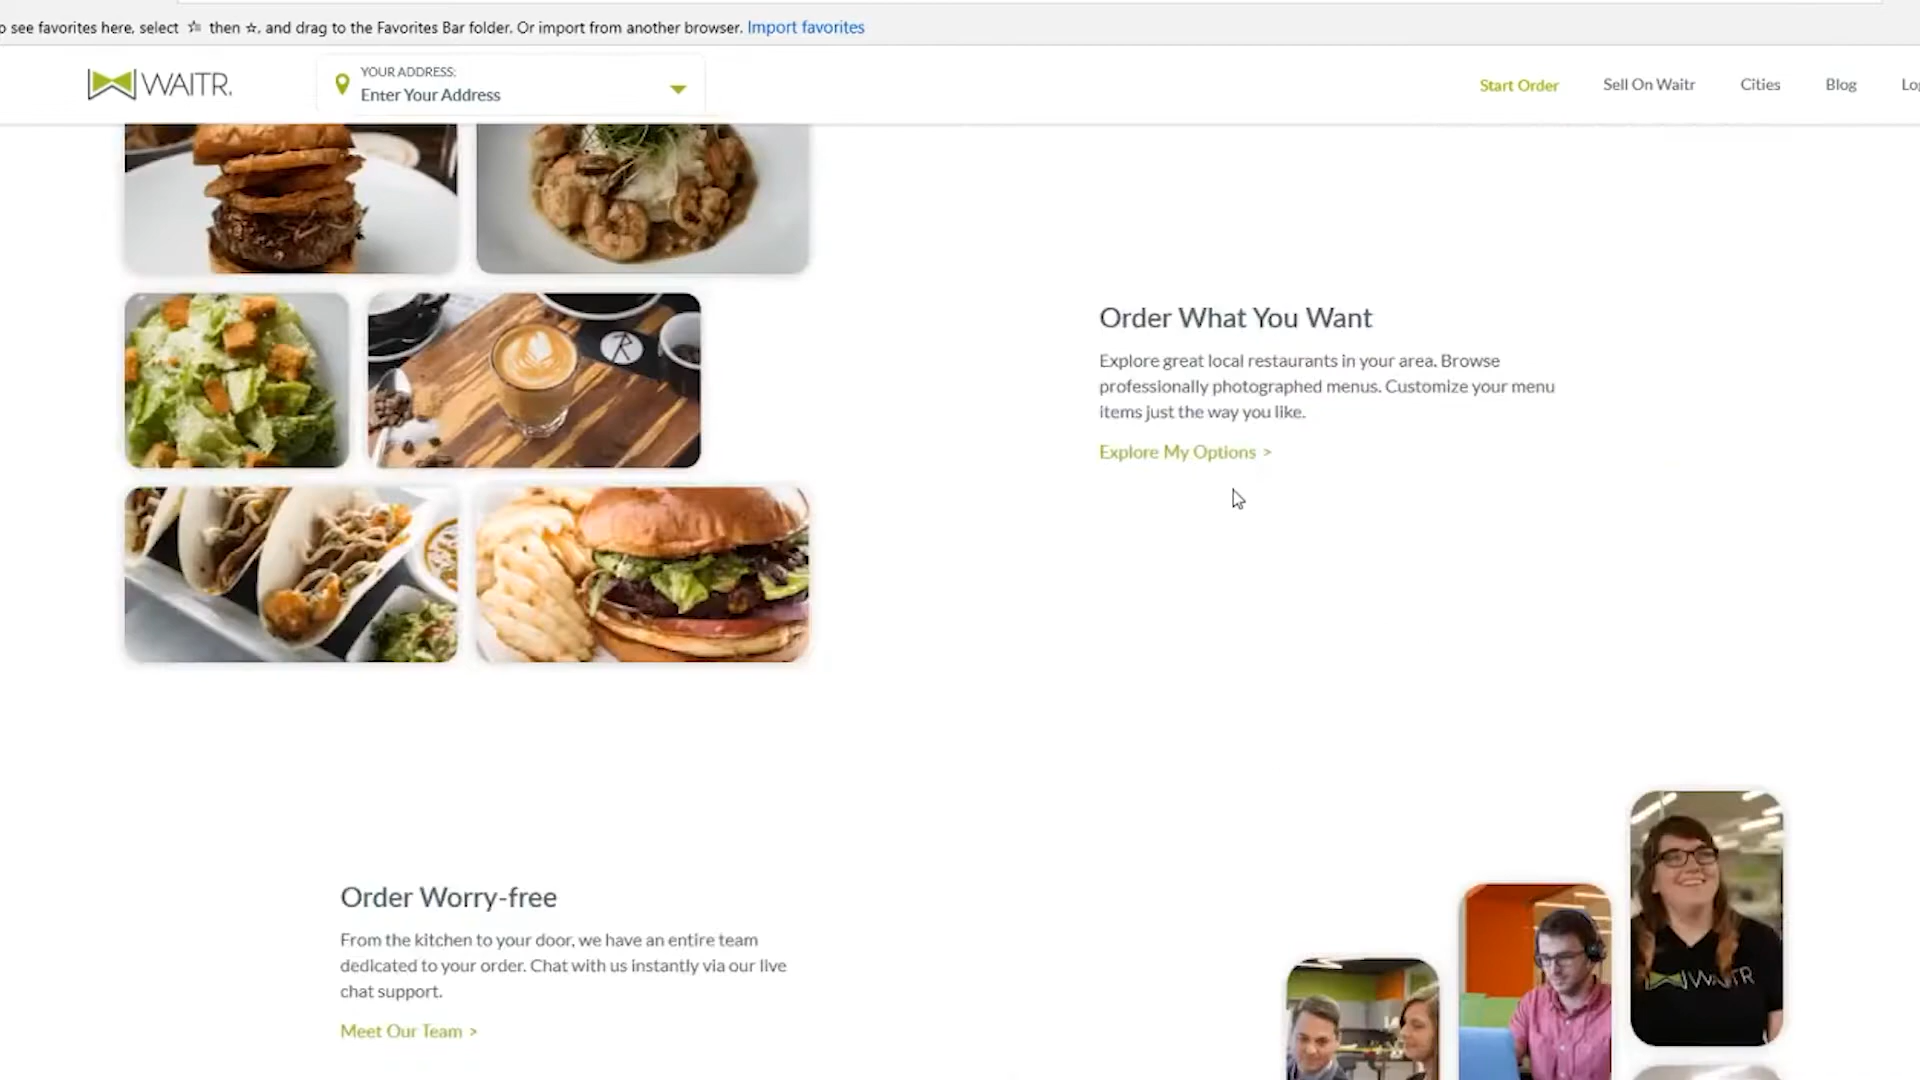 o see favorites here, select then , and drag to the Favorites Bar folder. Or import from another browser. Import favorites
WAITR.
YOUR ADDRESS:
Enter Your Address
Start Order
Sell On Waitr
Cities
Blog
Lo
Order What You Want
Explore great local restaurants in your area. Browse
professionally photographed menus. Customize your menu
items just the way you like.
Explore My Options >
R
Order Worry-free
From the kitchen to your door, we have an entire team
dedicated to your order. Chat with us instantly via our live
chat support.
Meet Our Team >
WAITR